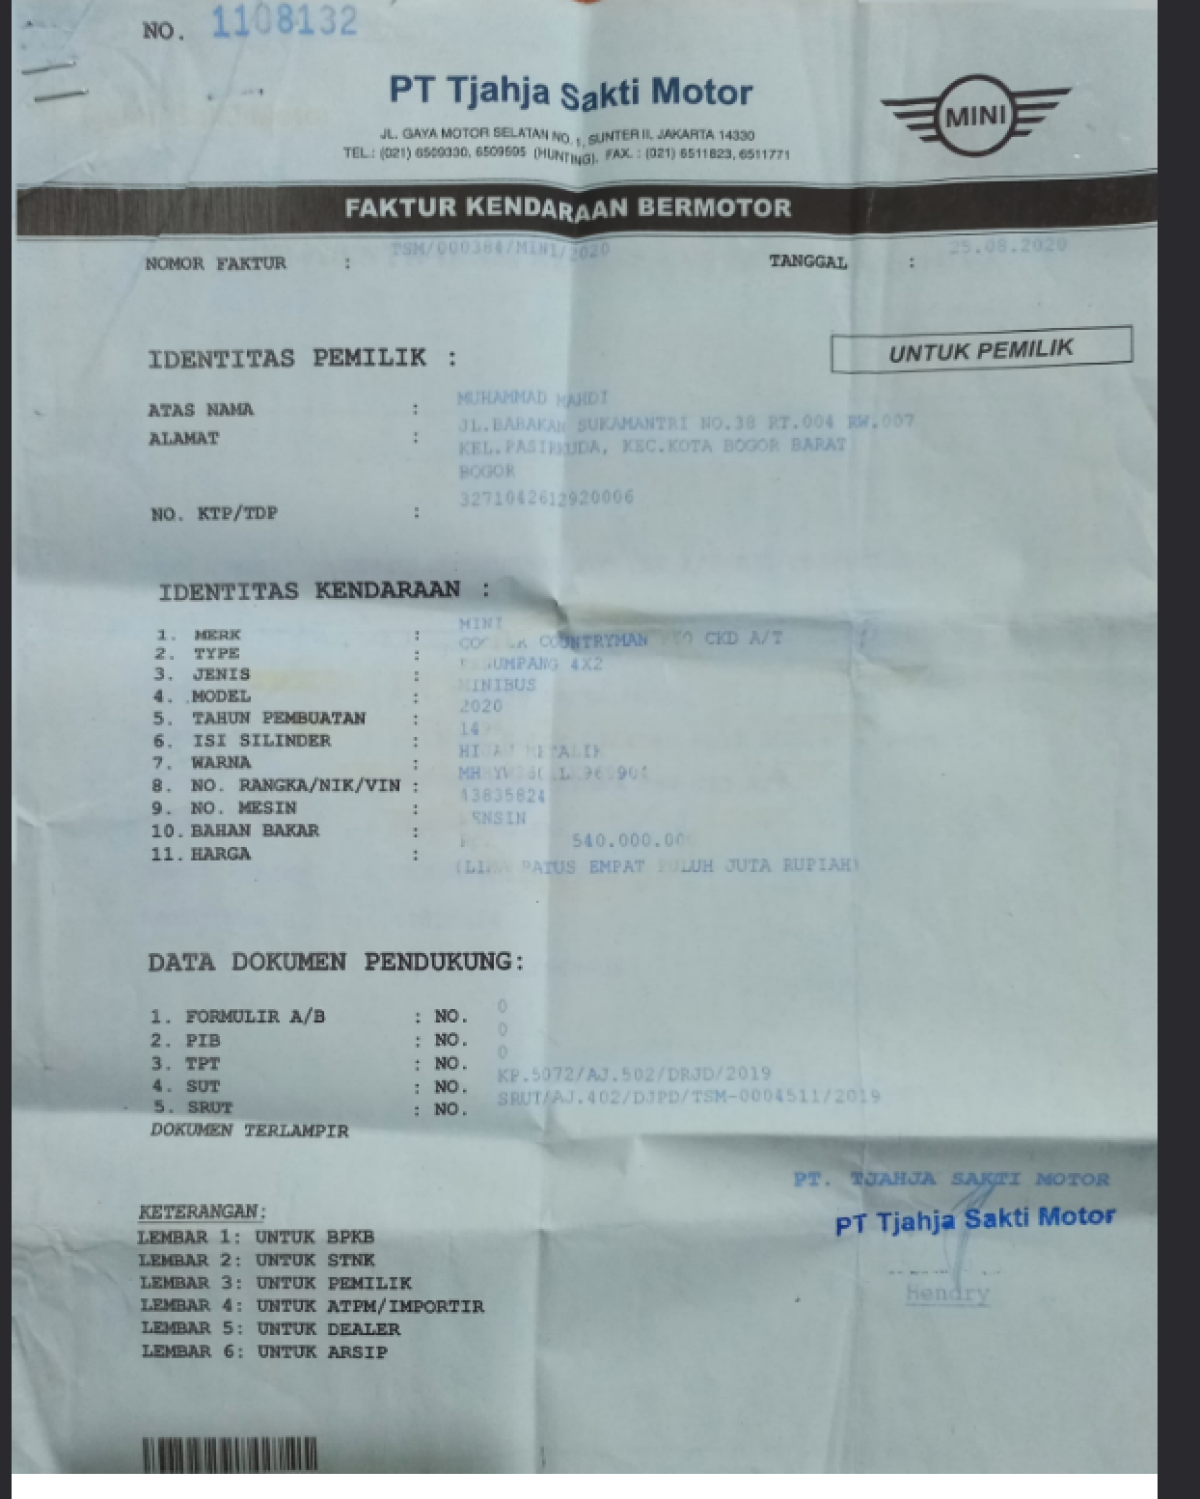 NO. 1108132
PT Tjahja Sakti Motor
MINI
JL. GAYA MOTOR SELATAN NO. 1, SUNTER II, JAKARTA 14330
TEL.: (021) 6509330, 6509595 (HUNTING). FAX. : (021) 6511823, 6511771
FAKTUR KENDARAAN BERMOTOR
NOMOR FAKTUR : TSM/000384/MINI/2020 TANGGAL : 25.08.2020
IDENTITAS PEMILIK :
UNTUK PEMILIK
ATAS NAMA : MUHAMMAD MAHDI
ALAMAT : JL.BABAKAN SUKAMANTRI NO.38 RT.004 RW.007
KEL.PASIRKUDA, KEC.KOTA BOGOR BARAT
BOGOR
NO. KTP/TDP : 3271042612920006
IDENTITAS KENDARAAN :
1. MERK : MINI
2. TYPE : COUNTRYMAN CKD A/T
3. JENIS : 4X2
4. MODEL : MINIBUS
5. TAHUN PEMBUATAN : 2020
6. ISI SILINDER :
7. WARNA :
8. NO. RANGKA/NIK/VIN :
9. NO. MESIN : 43835824
10. BAHAN BAKAR :
11. HARGA : 540.000.00
EMPAT PULUH JUTA RUPIAH)
DATA DOKUMEN PENDUKUNG:
1. FORMULIR A/B : NO. 0
2. PIB : NO. 0
3. TPT : NO. 0
4. SUT : NO. KP.5072/AJ.502/DRJD/2019
5. SRUT : NO. SRUT/AJ.402/DJPD/TSM-0004511/2019
DOKUMEN TERLAMPIR
PT. TJAHJA SAKTI MOTOR
PT Tjahja Sakti Motor
Hendry
KETERANGAN:
LEMBAR 1: UNTUK BPKB
LEMBAR 2: UNTUK STNK
LEMBAR 3: UNTUK PEMILIK
LEMBAR 4: UNTUK ATPM/IMPORTIR
LEMBAR 5: UNTUK DEALER
LEMBAR 6: UNTUK ARSIP